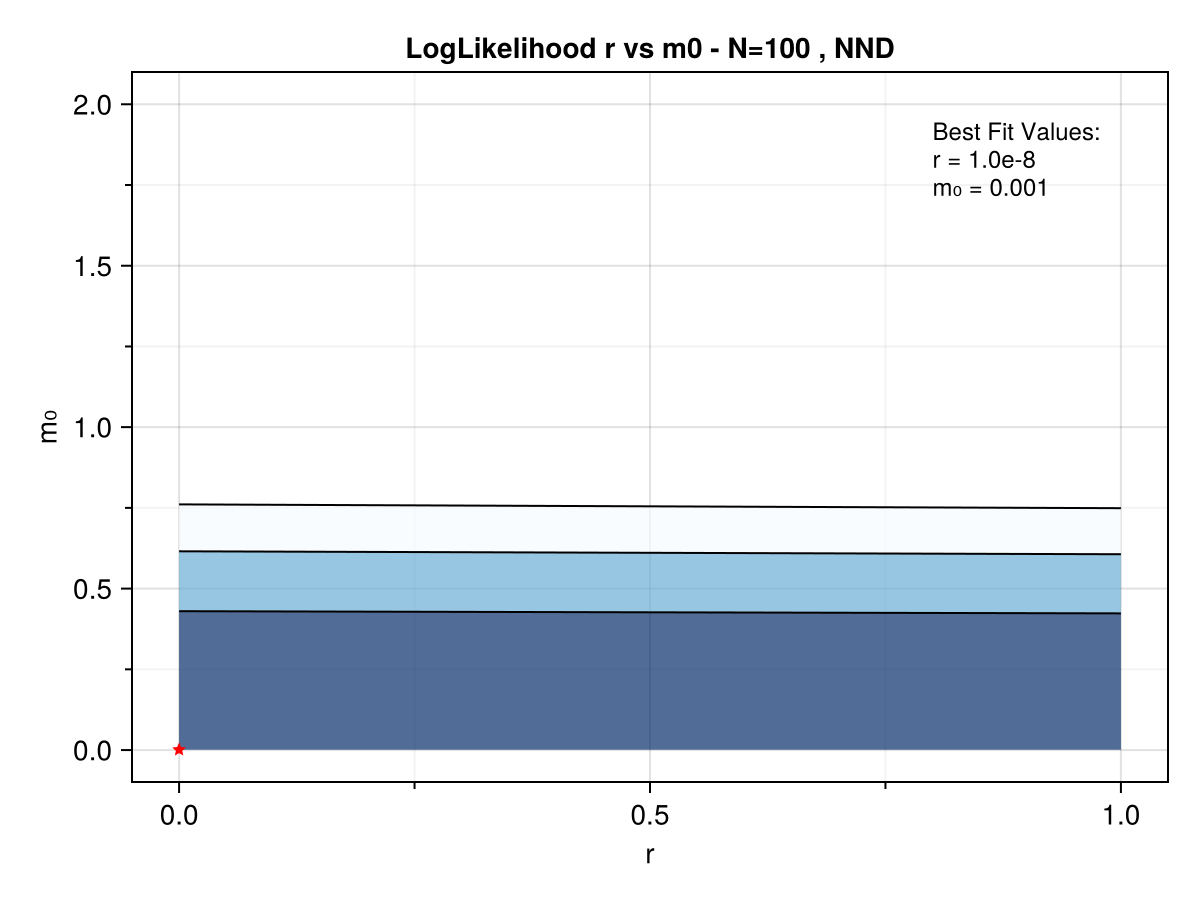 LogLikelihood r vs m0 - N=100 , NND
2.0
Best Fit Values:
r = 1.0e-8
m₀ = 0.001
1.5
1.0
m₀
0.5
0.0
0.0
0.5
1.0
r